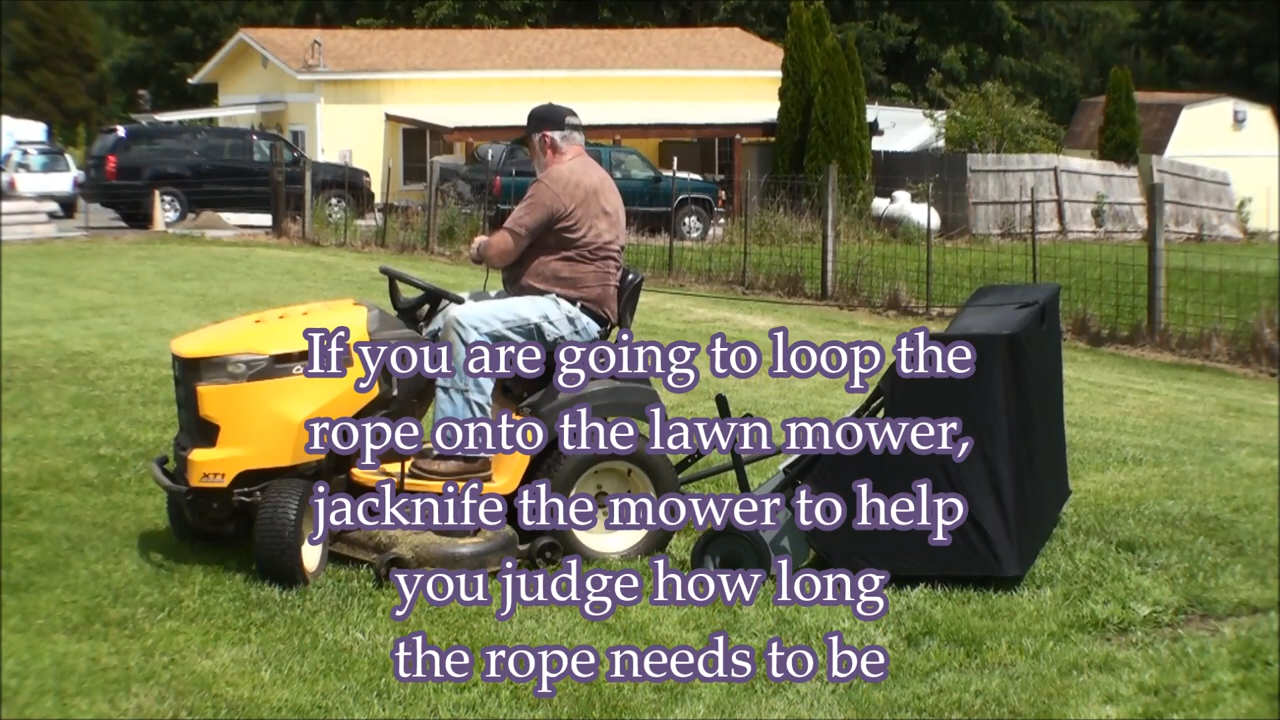 If you are going to loop the
rope onto the lawn mower,
jacknife the mower to help
you judge how long
the rope needs to be
XT1